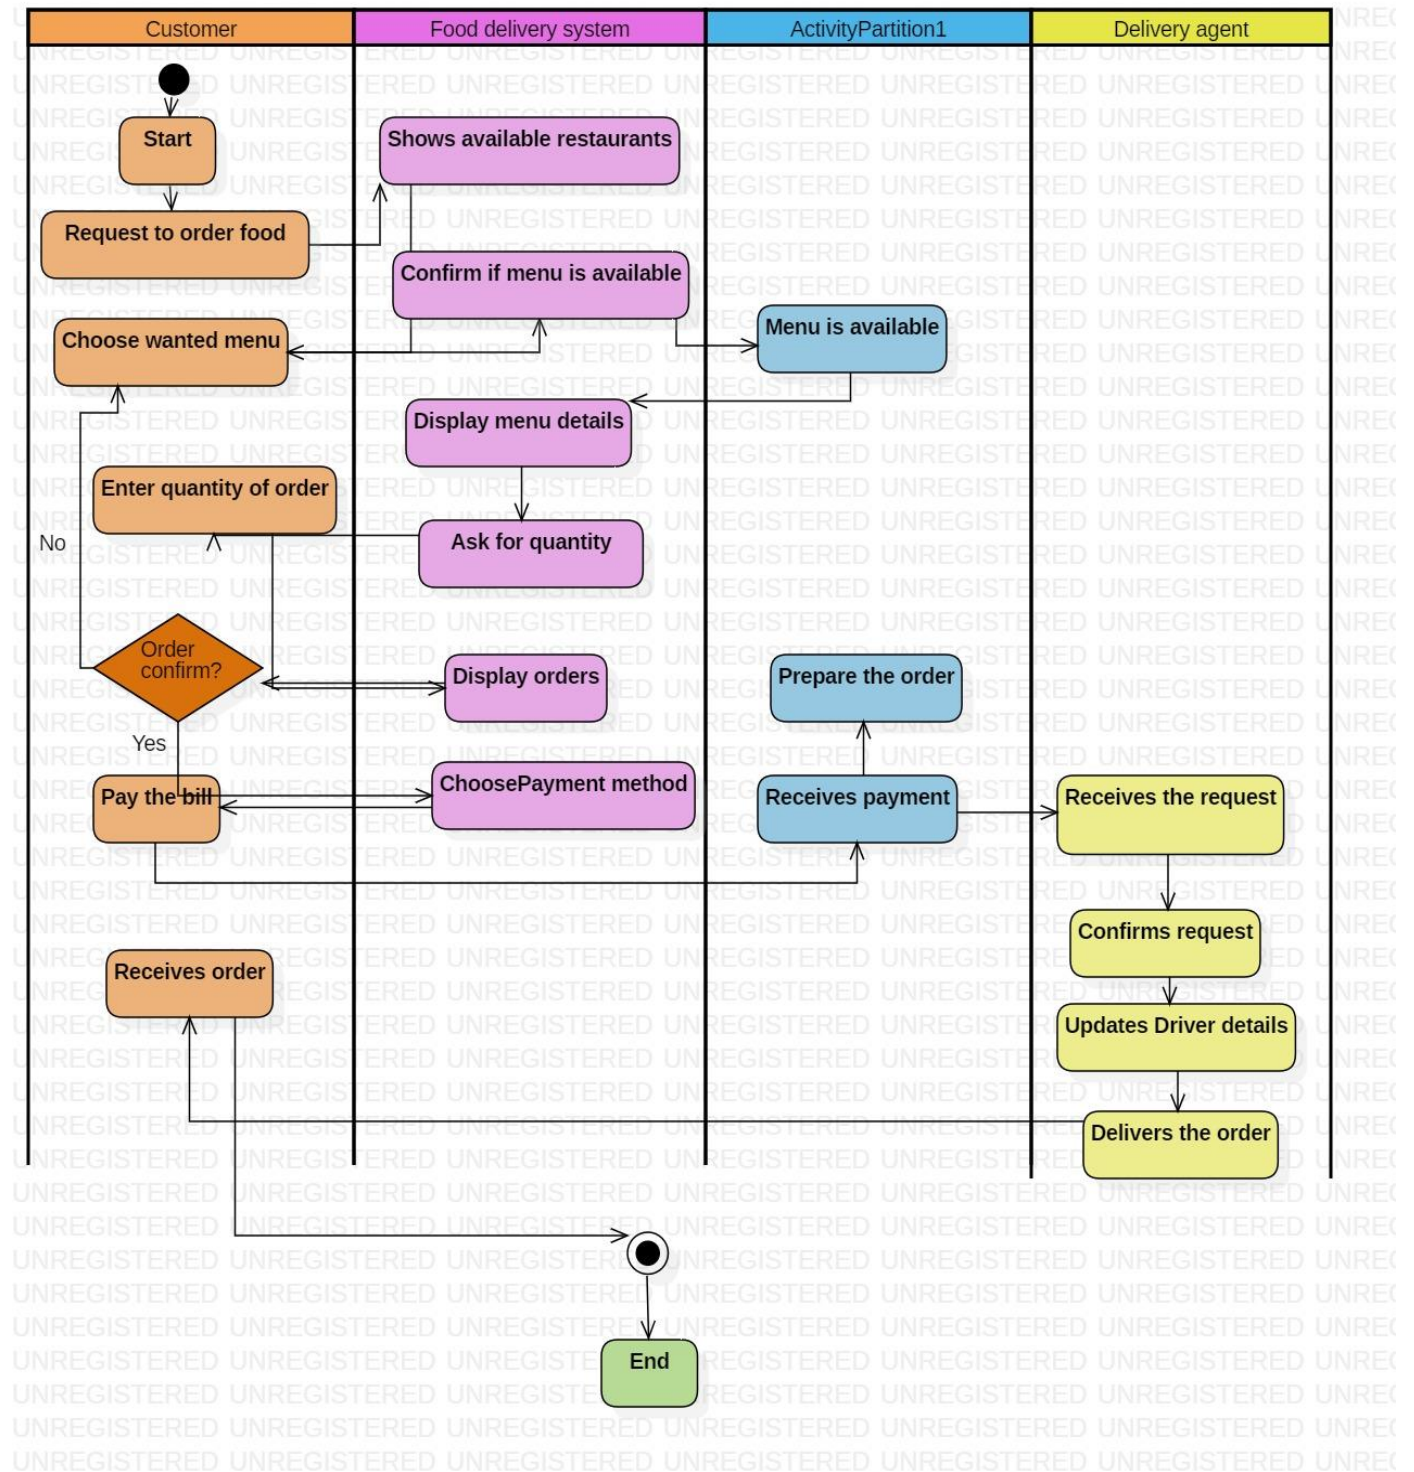 Customer
Food delivery system
ActivityPartition1
Delivery agent
Start
Shows available restaurants
Request to order food
Confirm if menu is available
Choose wanted menu
Menu is available
Display menu details
Enter quantity of order
Ask for quantity
No
Order
confirm?
Display orders
Prepare the order
Yes
Pay the bill
ChoosePayment method
Receives payment
Receives the request
Confirms request
Receives order
Updates Driver details
Delivers the order
End
UNREGISTERED